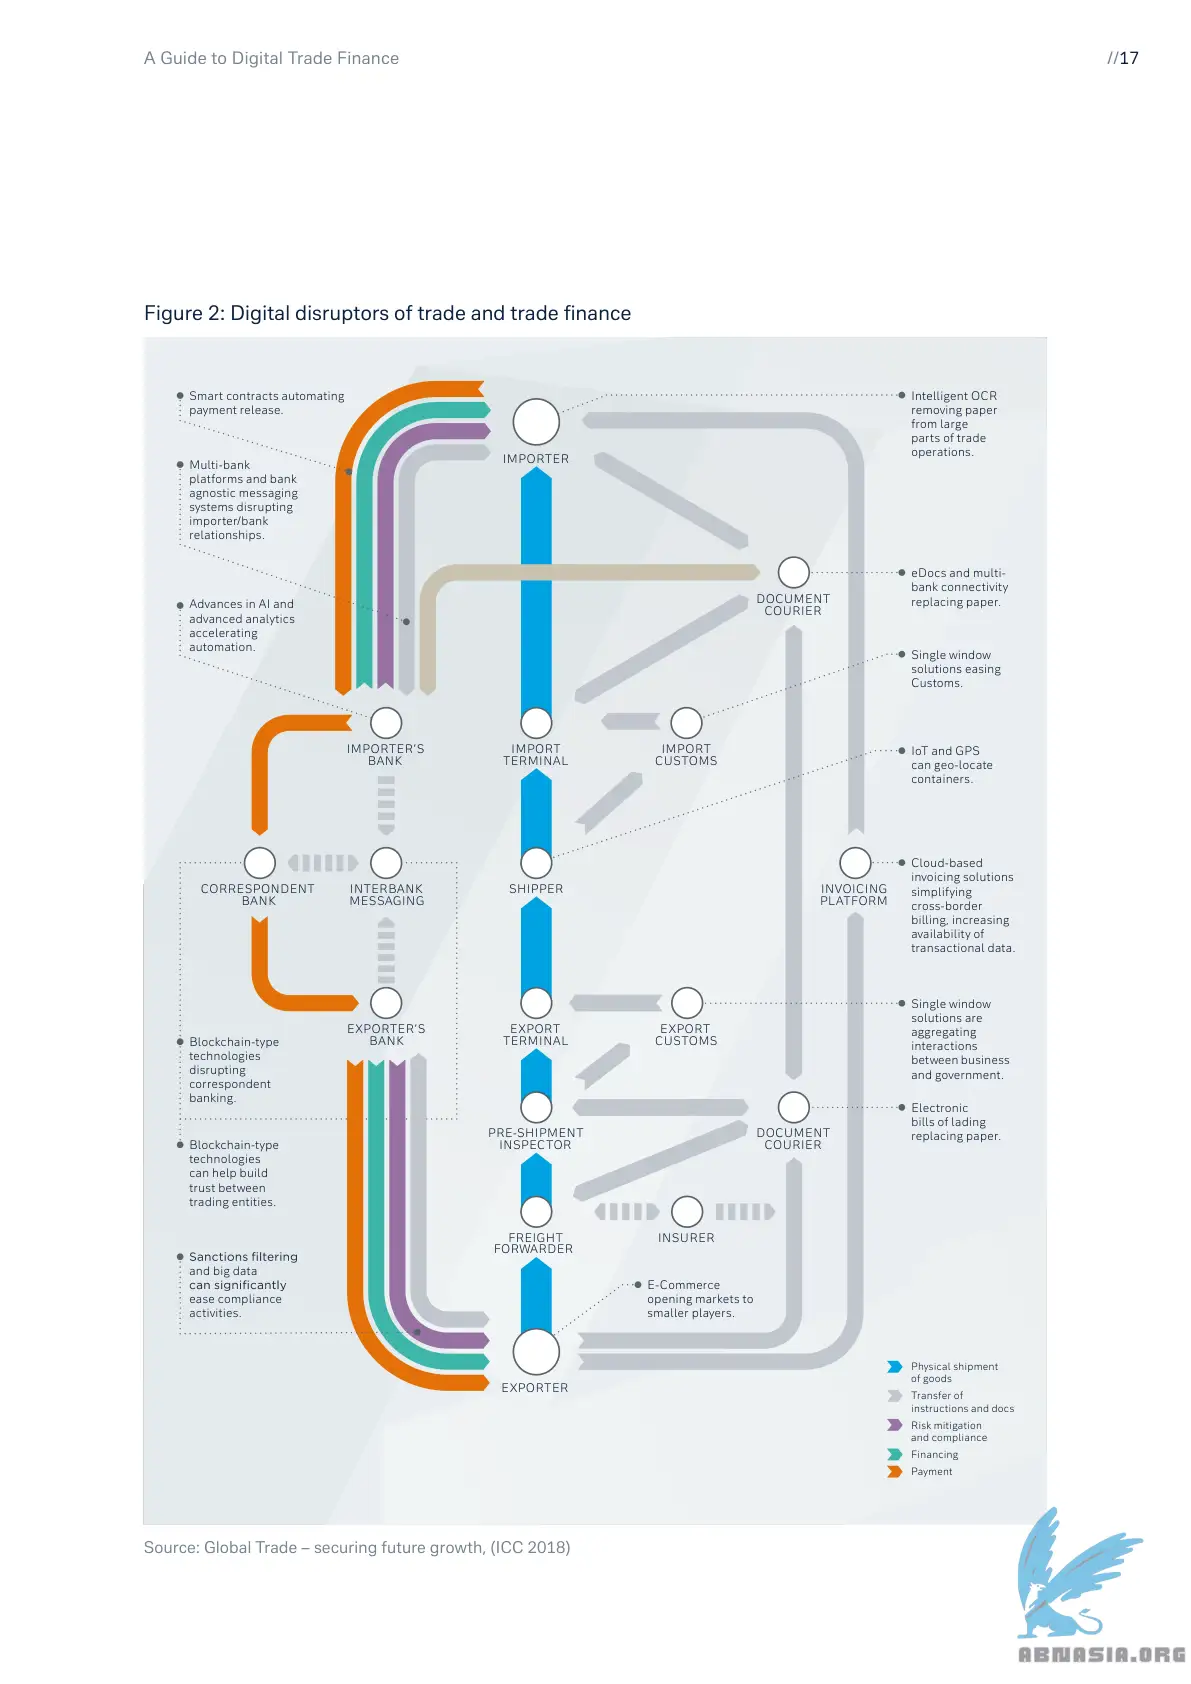 A Guide to Digital Trade Finance
//17
Figure 2: Digital disruptors of trade and trade finance
Smart contracts automating
payment release.
Multi-bank
platforms and bank
agnostic messaging
systems disrupting
importer/bank
relationships.
Advances in AI and
advanced analytics
accelerating
automation.
IMPORTER
Intelligent OCR
removing paper
from large
parts of trade
operations.
DOCUMENT
COURIER
eDocs and multi-
bank connectivity
replacing paper.
Single window
solutions easing
Customs.
IMPORTER'S
BANK
IMPORT
TERMINAL
IMPORT
CUSTOMS
IoT and GPS
can geo-locate
containers.
CORRESPONDENT
BANK
INTERBANK
MESSAGING
SHIPPER
INVOICING
PLATFORM
Cloud-based
invoicing solutions
simplifying
cross-border
billing, increasing
availability of
transactional data.
EXPORTER'S
BANK
EXPORT
TERMINAL
EXPORT
CUSTOMS
Single window
solutions are
aggregating
interactions
between business
and government.
Blockchain-type
technologies
disrupting
correspondent
banking.
PRE-SHIPMENT
INSPECTOR
DOCUMENT
COURIER
Electronic
bills of lading
replacing paper.
Blockchain-type
technologies
can help build
trust between
trading entities.
FREIGHT
FORWARDER
INSURER
Sanctions filtering
and big data
can significantly
ease compliance
activities.
E-Commerce
opening markets to
smaller players.
EXPORTER
Physical shipment
of goods
Transfer of
instructions and docs
Risk mitigation
and compliance
Financing
Payment
Source: Global Trade – securing future growth, (ICC 2018)
ABNASIA.ORG